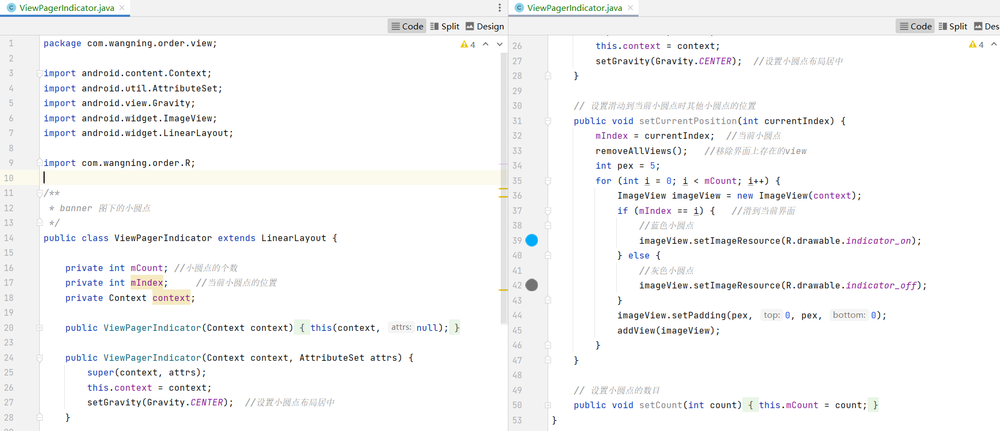 ViewPagerIndicator.java
Code Split Design
4
1 package com.wangning.order.view;
2
3 import android.content.Context;
4 import android.util.AttributeSet;
5 import android.view.Gravity;
6 import android.widget.ImageView;
7 import android.widget.LinearLayout;
8
9 import com.wangning.order.R;
10
11 /**
12 * banner 图下的小圆点
13 */
14 public class ViewPagerIndicator extends LinearLayout {
15
16 private int mCount; //小圆点的个数
17 private int mIndex; //当前小圆点的位置
18 private Context context;
19
20 public ViewPagerIndicator(Context context) { this(context, attrs: null); }
23
24 public ViewPagerIndicator(Context context, AttributeSet attrs) {
25 super(context, attrs);
26 this.context = context;
27 setGravity(Gravity.CENTER); //设置小圆点布局居中
28 }
ViewPagerIndicator.java
Code Split Des
4
26 this.context = context;
27 setGravity(Gravity.CENTER); //设置小圆点布局居中
28 }
29
30 // 设置滑动到当前小圆点时其他小圆点的位置
31 public void setCurrentPosition(int currentIndex) {
32 mIndex = currentIndex; //当前小圆点
33 removeAllViews(); //移除界面上存在的view
34 int pex = 5;
35 for (int i = 0; i < mCount; i++) {
36 ImageView imageView = new ImageView(context);
37 if (mIndex == i) { //滑到当前界面
38 //蓝色小圆点
39 imageView.setImageResource(R.drawable.indicator_on);
40 } else {
41 //灰色小圆点
42 imageView.setImageResource(R.drawable.indicator_off);
43 }
44 imageView.setPadding(pex, top: 0, pex, bottom: 0);
45 addView(imageView);
46 }
47 }
48
49 // 设置小圆点的数目
50 public void setCount(int count) { this.mCount = count; }
53 }